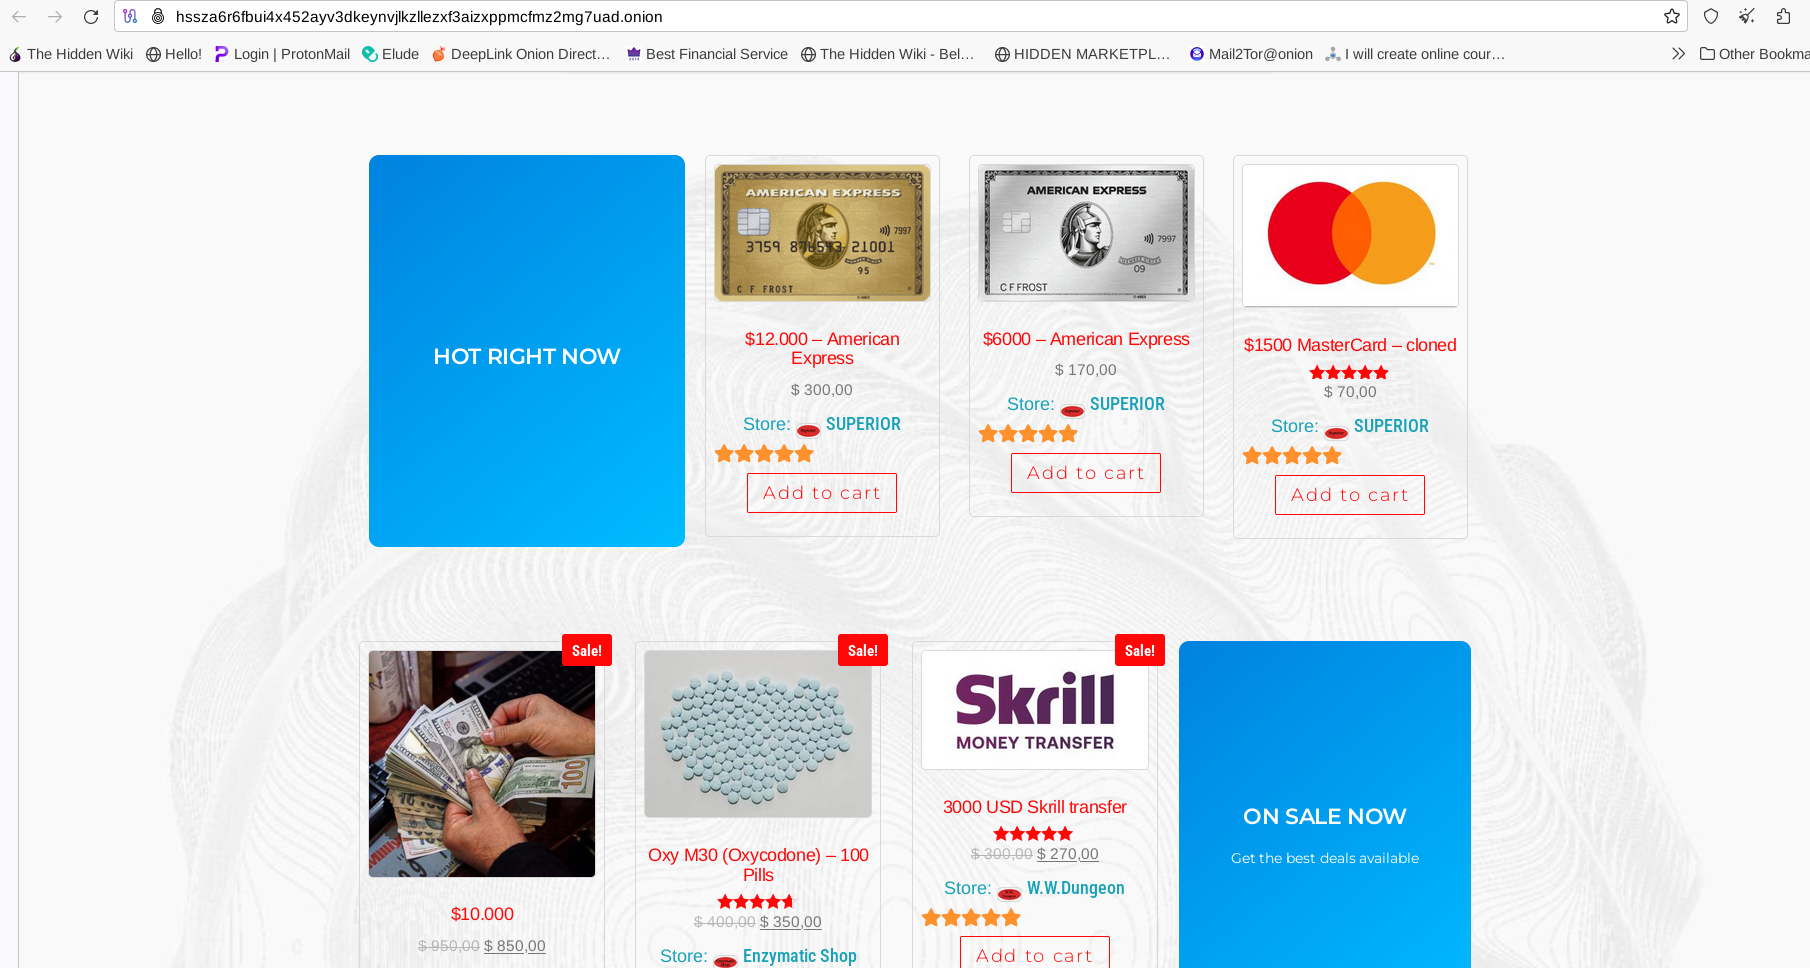 hssza6r6fbui4x452ayv3dkeynvjlkzllezxf3aizxppmcfmz2mg7uad.onion
The Hidden Wiki
Hello!
Login | ProtonMail
Elude
DeepLink Onion Direct…
Best Financial Service
The Hidden Wiki - Bel…
HIDDEN MARKETPL…
Mail2Tor@onion
I will create online cour…
Other Bookma
HOT RIGHT NOW
AMERICAN EXPRESS
7997
3759 876543 21001
95
C F FROST
$12.000 – American
Express
$ 300,00
Store: SUPERIOR
Add to cart
AMERICAN EXPRESS
7997
09
C F FROST
$6000 – American Express
$ 170,00
Store: SUPERIOR
Add to cart
$1500 MasterCard – cloned
$ 70,00
Store: SUPERIOR
Add to cart
Sale!
100
$10.000
$ 950,00 $ 850,00
Sale!
Oxy M30 (Oxycodone) – 100
Pills
$ 400,00 $ 350,00
Store: Enzymatic Shop
Sale!
Skrill
MONEY TRANSFER
3000 USD Skrill transfer
$ 300,00 $ 270,00
Store: W.W.Dungeon
Add to cart
ON SALE NOW
Get the best deals available